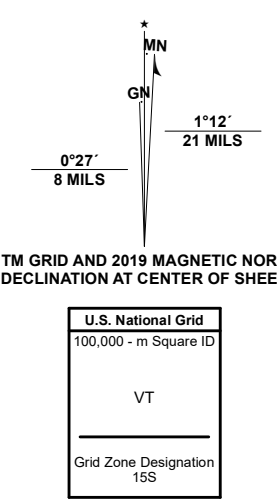 MN
GN
1°12´
21 MILS
0°27´
8 MILS
TM GRID AND 2019 MAGNETIC NOR
DECLINATION AT CENTER OF SHEE
U.S. National Grid
100,000 - m Square ID
VT
Grid Zone Designation
15S